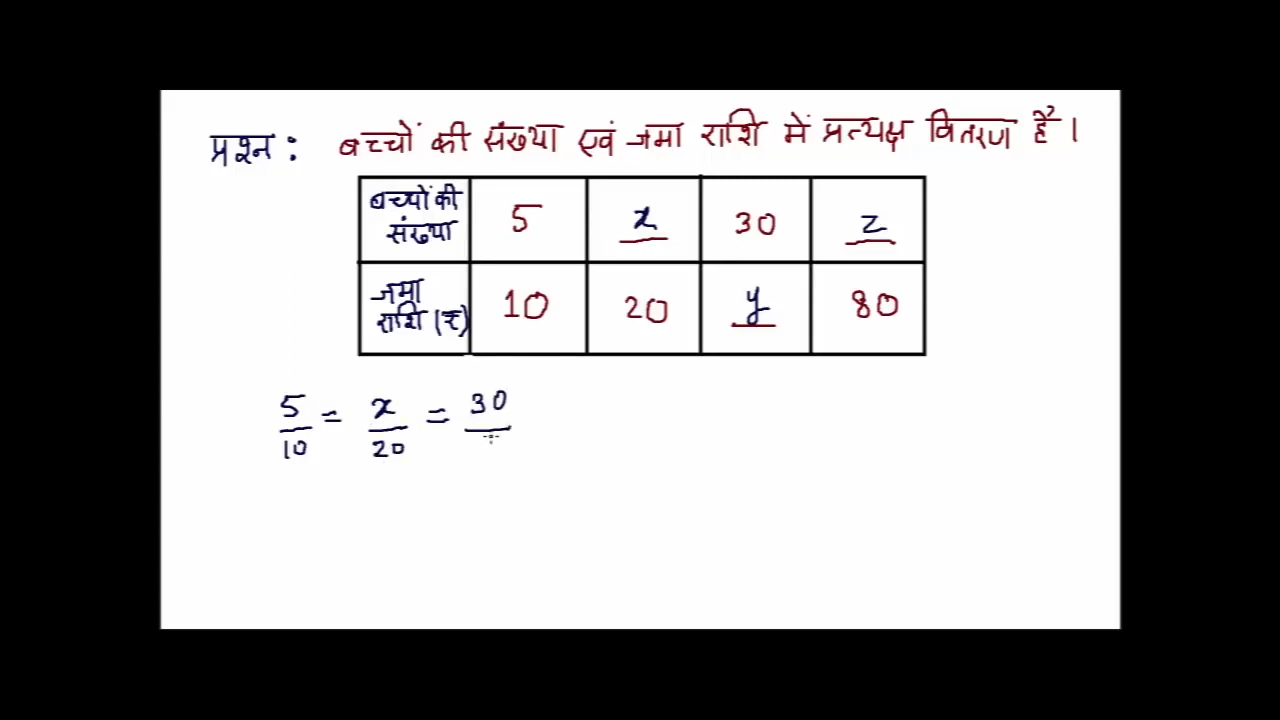 प्रश्न : बच्चों की संख्या एवं जमा राशि में प्रत्यक्ष वितरण है ।
बच्चों की संख्या 5 x 30 z
जमा राशि (₹) 10 20 y 80
5/10 = x/20 = 30/